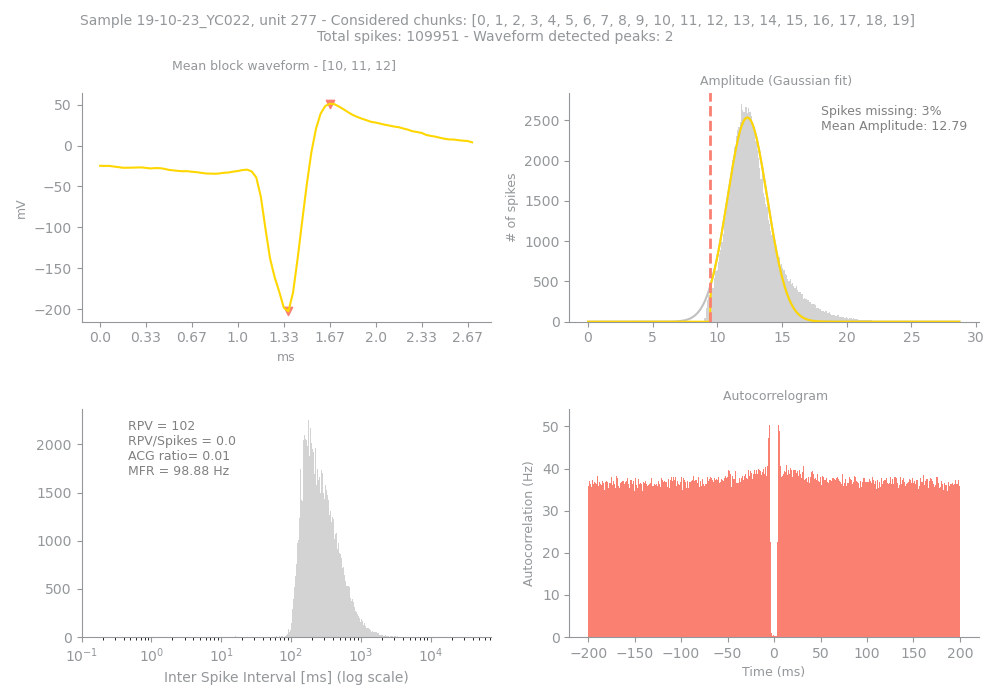 Sample 19-10-23_YC022, unit 277 - Considered chunks: [0, 1, 2, 3, 4, 5, 6, 7, 8, 9, 10, 11, 12, 13, 14, 15, 16, 17, 18, 19]
Total spikes: 109951 - Waveform detected peaks: 2
Mean block waveform - [10, 11, 12]
50
0
−50
−100
−150
−200
mV
0.0 0.33 0.67 1.0 1.33 1.67 2.0 2.33 2.67
ms
Amplitude (Gaussian fit)
Spikes missing: 3%
Mean Amplitude: 12.79
2500
2000
1500
1000
500
0
# of spikes
0 5 10 15 20 25 30
RPV = 102
RPV/Spikes = 0.0
ACG ratio= 0.01
MFR = 98.88 Hz
2000
1500
1000
500
0
10⁻¹ 10⁰ 10¹ 10² 10³ 10⁴
Inter Spike Interval [ms] (log scale)
Autocorrelogram
50
40
30
20
10
0
Autocorrelation (Hz)
−200 −150 −100 −50 0 50 100 150 200
Time (ms)